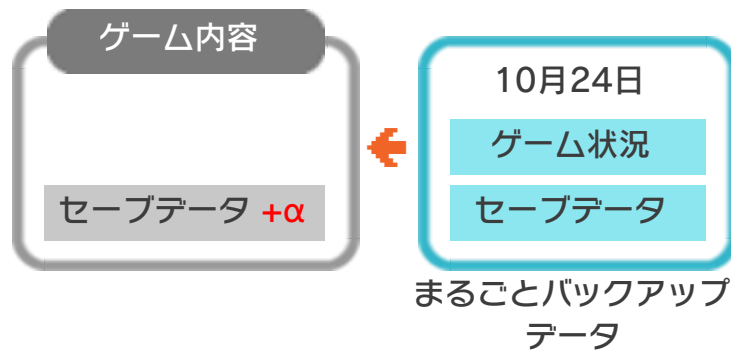 ゲーム内容
セーブデータ +α
10月24日
ゲーム状況
セーブデータ
まるごとバックアップ
データ